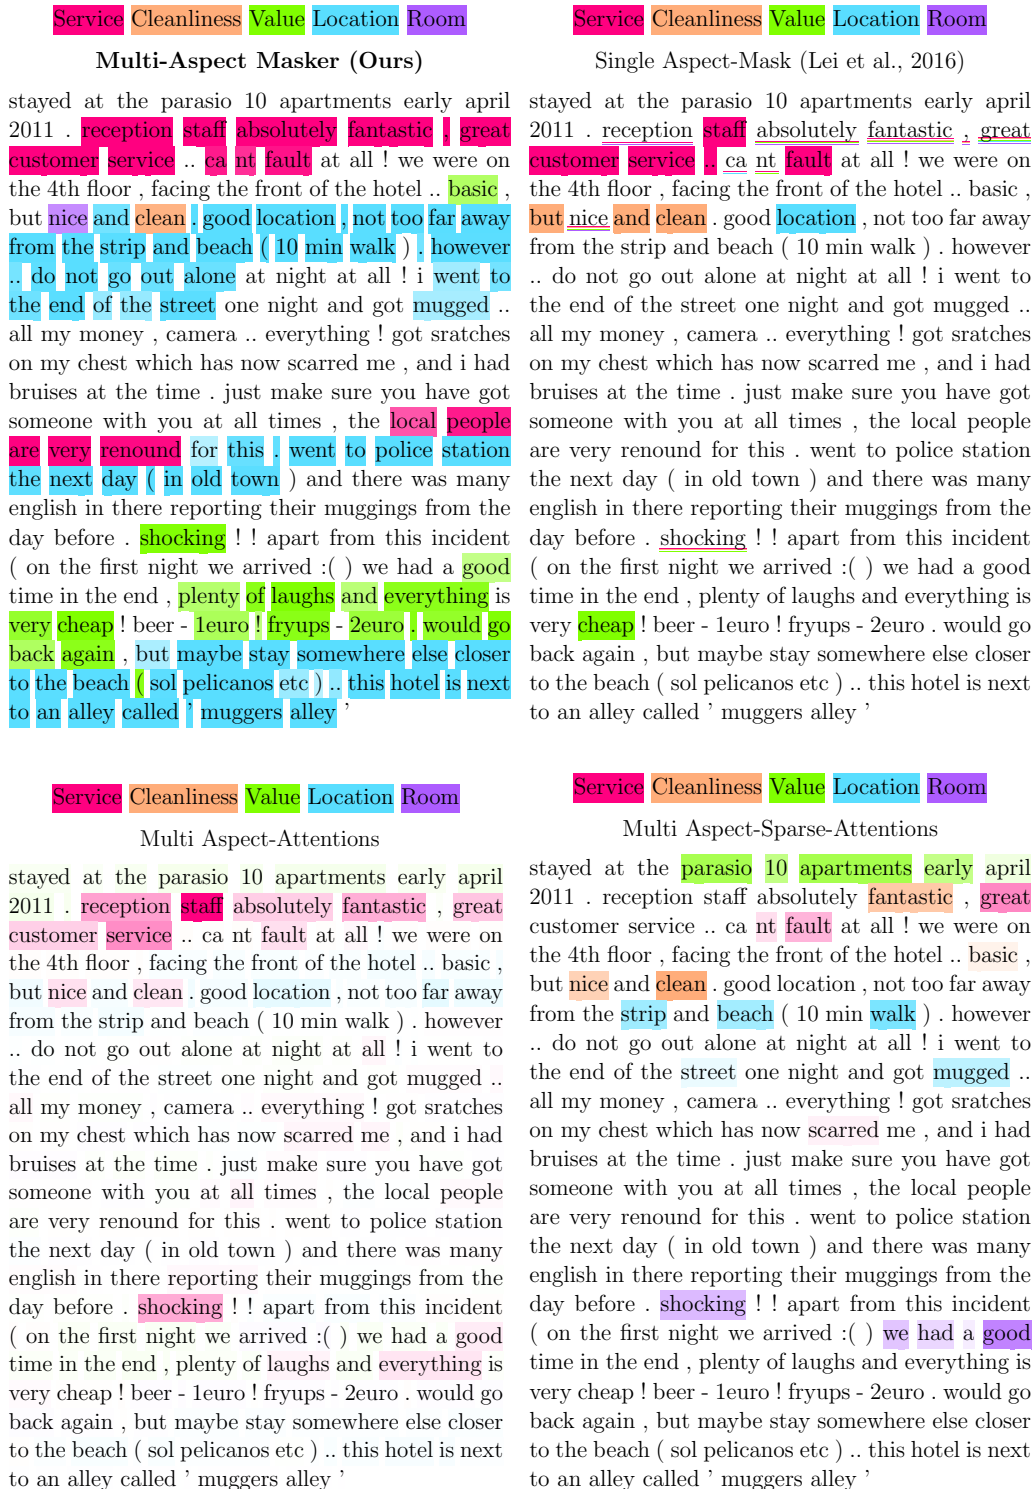 Service Cleanliness Value Location Room
Multi-Aspect Masker (Ours)
stayed at the parasio 10 apartments early april
2011 . reception staff absolutely fantastic , great
customer service .. ca nt fault at all ! we were on
the 4th floor , facing the front of the hotel .. basic ,
but nice and clean . good location , not too far away
from the strip and beach ( 10 min walk ) . however
.. do not go out alone at night at all ! i went to
the end of the street one night and got mugged ..
all my money , camera .. everything ! got sratches
on my chest which has now scarred me , and i had
bruises at the time . just make sure you have got
someone with you at all times , the local people
are very renound for this . went to police station
the next day ( in old town ) and there was many
english in there reporting their muggings from the
day before . shocking ! ! apart from this incident
( on the first night we arrived :( ) we had a good
time in the end , plenty of laughs and everything is
very cheap ! beer - 1euro ! fryups - 2euro . would go
back again , but maybe stay somewhere else closer
to the beach ( sol pelicanos etc ) .. this hotel is next
to an alley called ’ muggers alley ’
Service Cleanliness Value Location Room
Single Aspect-Mask (Lei et al., 2016)
stayed at the parasio 10 apartments early april
2011 . reception staff absolutely fantastic , great
customer service .. ca nt fault at all ! we were on
the 4th floor , facing the front of the hotel .. basic ,
but nice and clean . good location , not too far away
from the strip and beach ( 10 min walk ) . however
.. do not go out alone at night at all ! i went to
the end of the street one night and got mugged ..
all my money , camera .. everything ! got sratches
on my chest which has now scarred me , and i had
bruises at the time . just make sure you have got
someone with you at all times , the local people
are very renound for this . went to police station
the next day ( in old town ) and there was many
english in there reporting their muggings from the
day before . shocking ! ! apart from this incident
( on the first night we arrived :( ) we had a good
time in the end , plenty of laughs and everything is
very cheap ! beer - 1euro ! fryups - 2euro . would go
back again , but maybe stay somewhere else closer
to the beach ( sol pelicanos etc ) .. this hotel is next
to an alley called ’ muggers alley ’
Service Cleanliness Value Location Room
Multi Aspect-Attentions
stayed at the parasio 10 apartments early april
2011 . reception staff absolutely fantastic , great
customer service .. ca nt fault at all ! we were on
the 4th floor , facing the front of the hotel .. basic ,
but nice and clean . good location , not too far away
from the strip and beach ( 10 min walk ) . however
.. do not go out alone at night at all ! i went to
the end of the street one night and got mugged ..
all my money , camera .. everything ! got sratches
on my chest which has now scarred me , and i had
bruises at the time . just make sure you have got
someone with you at all times , the local people
are very renound for this . went to police station
the next day ( in old town ) and there was many
english in there reporting their muggings from the
day before . shocking ! ! apart from this incident
( on the first night we arrived :( ) we had a good
time in the end , plenty of laughs and everything is
very cheap ! beer - 1euro ! fryups - 2euro . would go
back again , but maybe stay somewhere else closer
to the beach ( sol pelicanos etc ) .. this hotel is next
to an alley called ’ muggers alley ’
Service Cleanliness Value Location Room
Multi Aspect-Sparse-Attentions
stayed at the parasio 10 apartments early april
2011 . reception staff absolutely fantastic , great
customer service .. ca nt fault at all ! we were on
the 4th floor , facing the front of the hotel .. basic ,
but nice and clean . good location , not too far away
from the strip and beach ( 10 min walk ) . however
.. do not go out alone at night at all ! i went to
the end of the street one night and got mugged ..
all my money , camera .. everything ! got sratches
on my chest which has now scarred me , and i had
bruises at the time . just make sure you have got
someone with you at all times , the local people
are very renound for this . went to police station
the next day ( in old town ) and there was many
english in there reporting their muggings from the
day before . shocking ! ! apart from this incident
( on the first night we arrived :( ) we had a good
time in the end , plenty of laughs and everything is
very cheap ! beer - 1euro ! fryups - 2euro . would go
back again , but maybe stay somewhere else closer
to the beach ( sol pelicanos etc ) .. this hotel is next
to an alley called ’ muggers alley ’